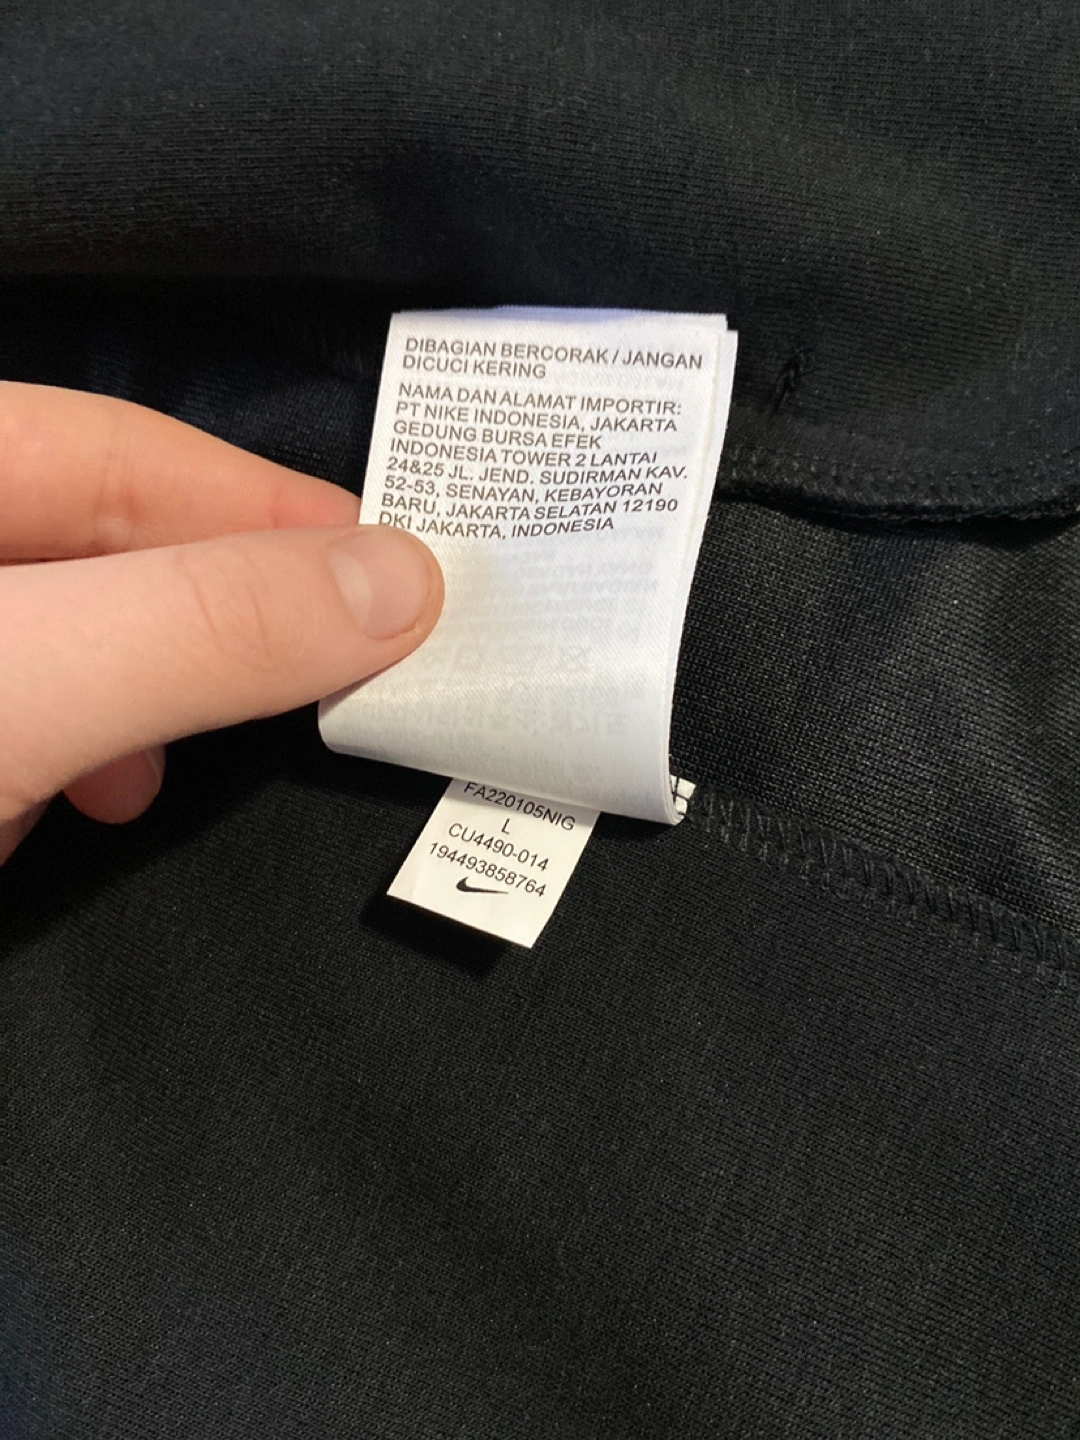 DIBAGIAN BERCORAK / JANGAN
DICUCI KERING
NAMA DAN ALAMAT IMPORTIR:
PT NIKE INDONESIA, JAKARTA
GEDUNG BURSA EFEK
INDONESIA TOWER 2 LANTAI
24&25 JL. JEND. SUDIRMAN KAV.
52-53, SENAYAN, KEBAYORAN
BARU, JAKARTA SELATAN 12190
DKI JAKARTA, INDONESIA
FA220105NIG
L
CU4490-014
194493858764